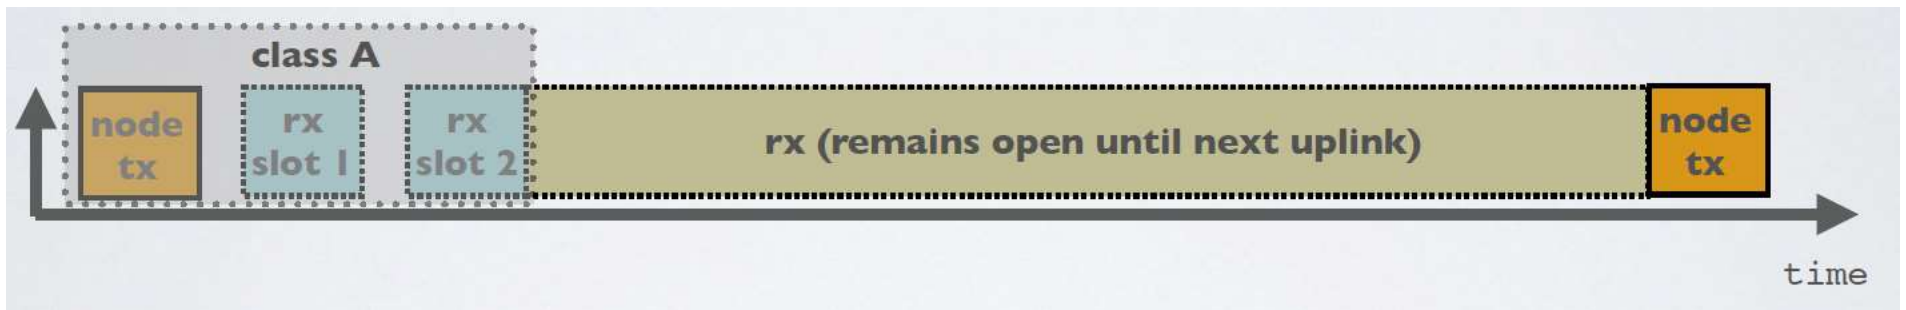 class A
node
tx
rx
slot 1
rx
slot 2
rx (remains open until next uplink)
node
tx
time